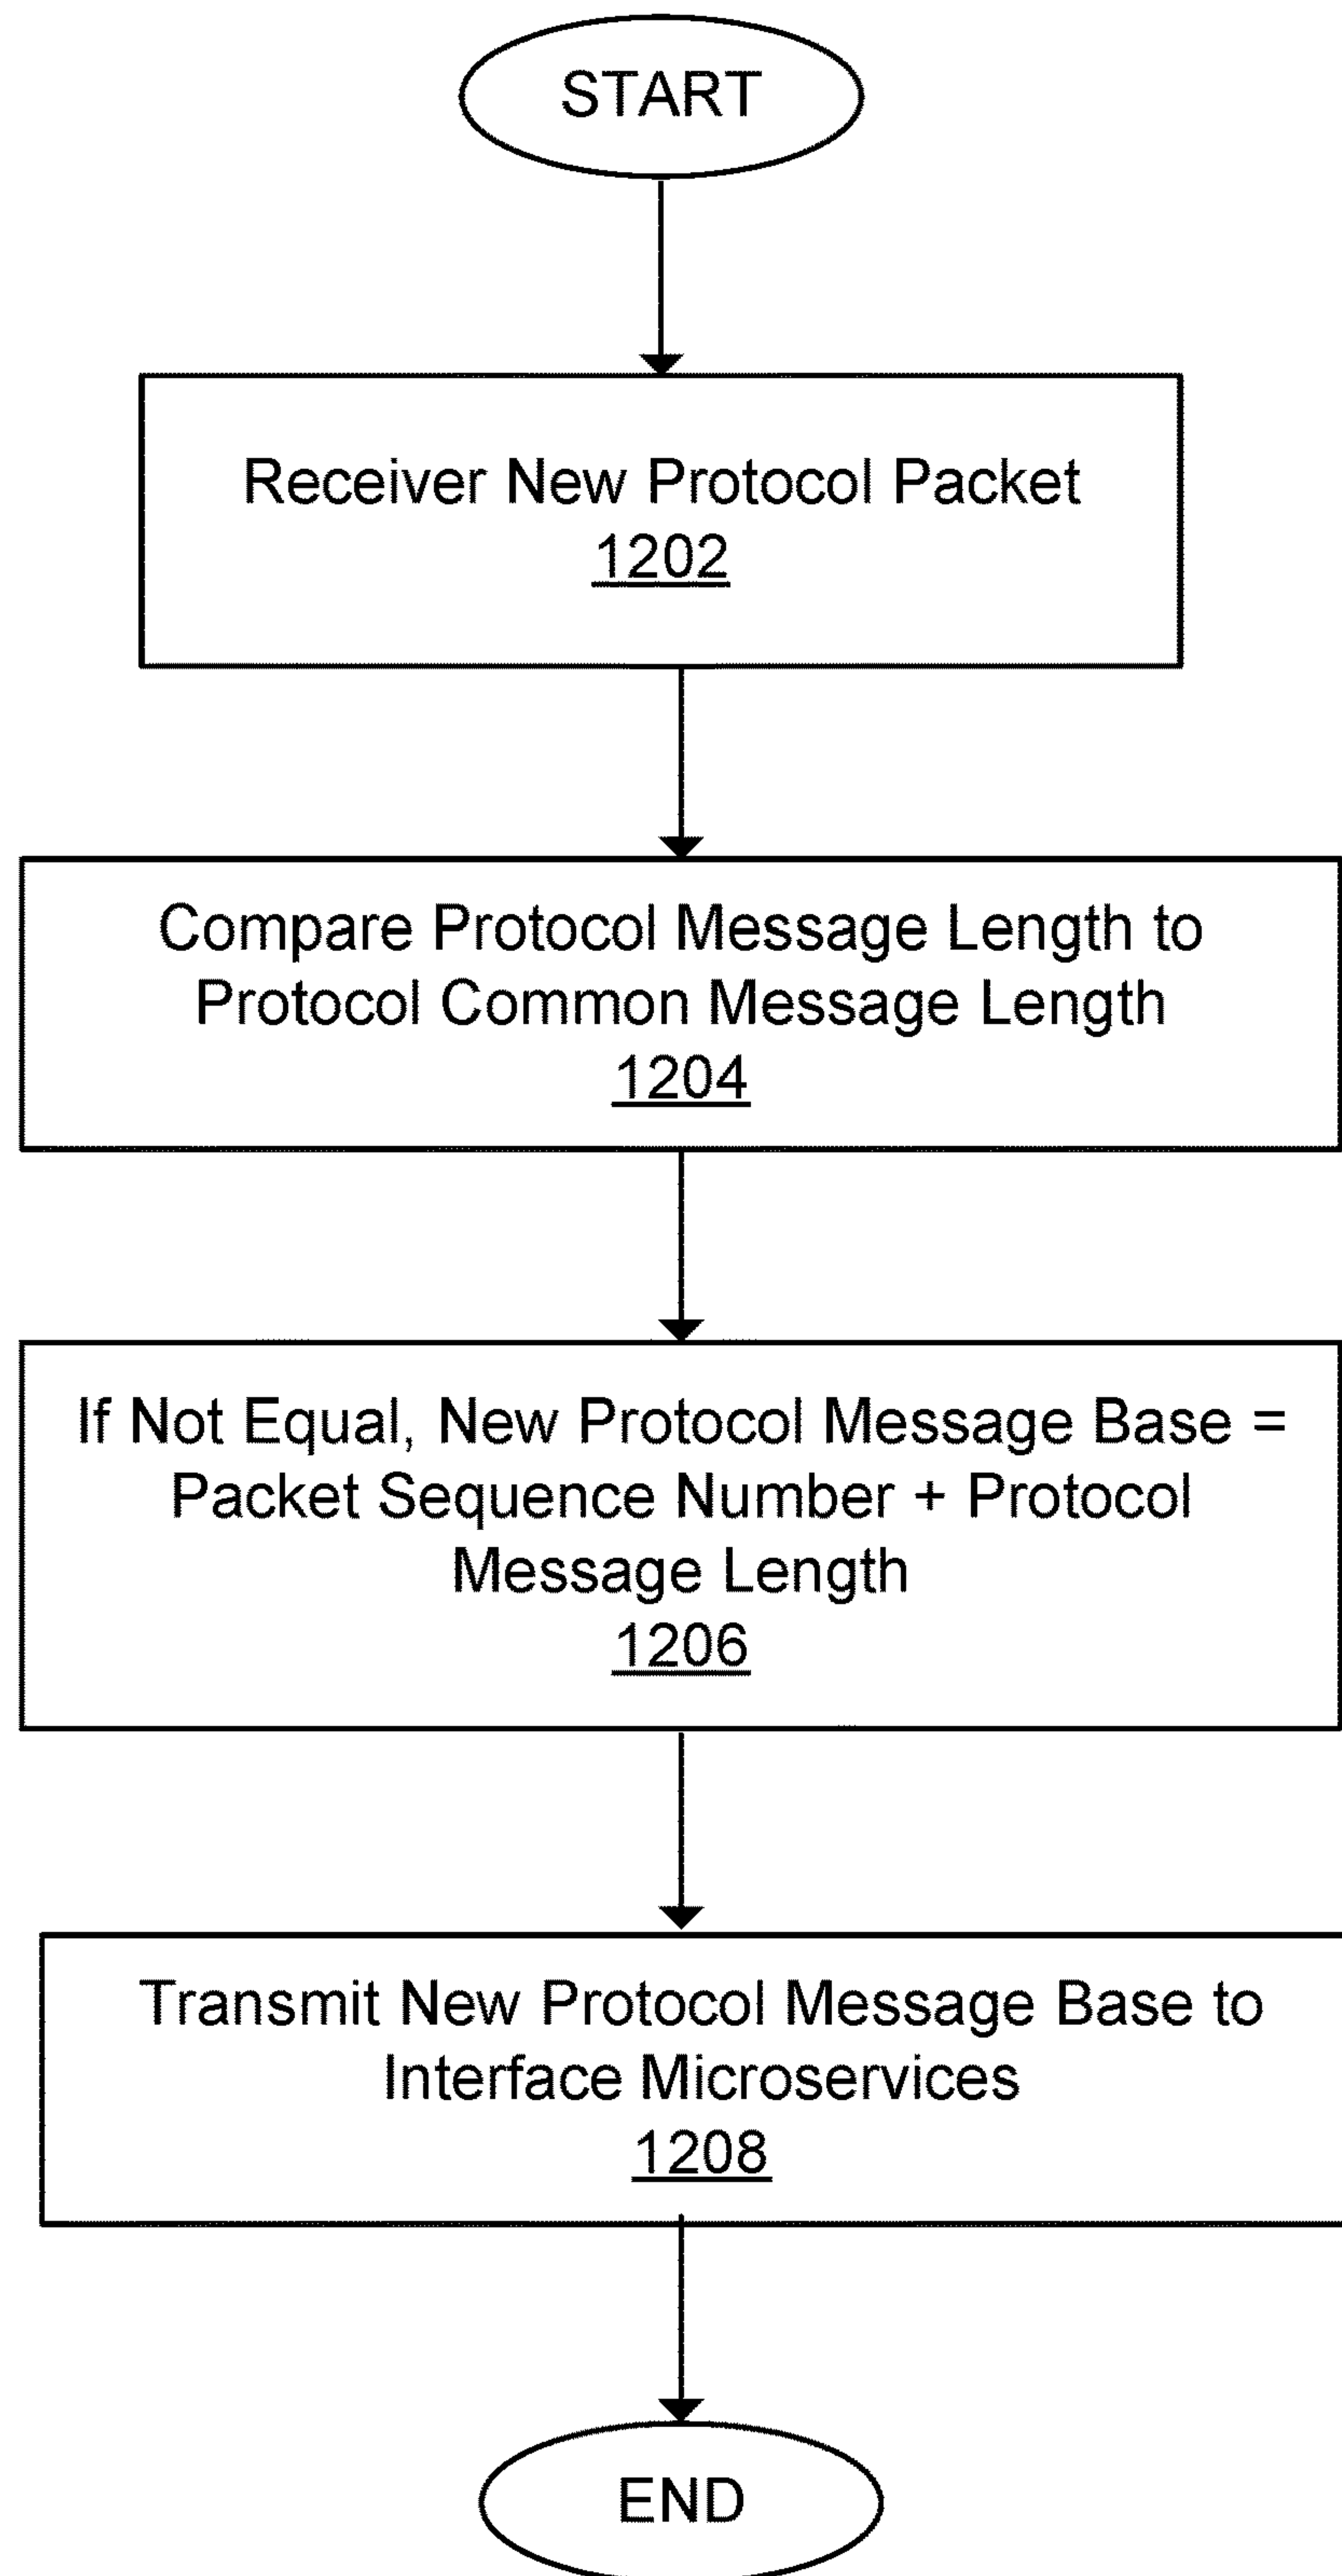 START
Receiver New Protocol Packet
1202
Compare Protocol Message Length to
Protocol Common Message Length
1204
If Not Equal, New Protocol Message Base =
Packet Sequence Number + Protocol
Message Length
1206
Transmit New Protocol Message Base to
Interface Microservices
1208
END